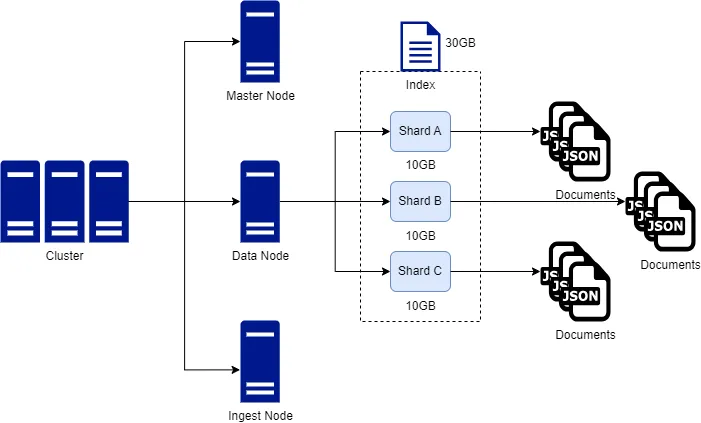 30GB
Master Node
Index
Shard A
10GB
JS
JS
JSON
Documents
Cluster
Data Node
Shard B
10GB
JS
JS
JSON
Documents
Shard C
10GB
JS
JS
JSON
Documents
Ingest Node